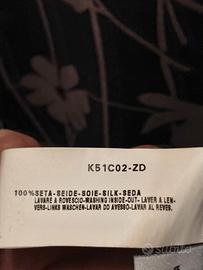 K51C02-ZD
100%SETA-SEIDE-SOIE-SILK-SEDA
LAVARE A ROVESCIO-WASHING INSIDE-OUT- LAVER A L'EN-
VERS-LINKS WASCHEN-LAVAR DO AVESSO-LAVAR AL REVES.
subito